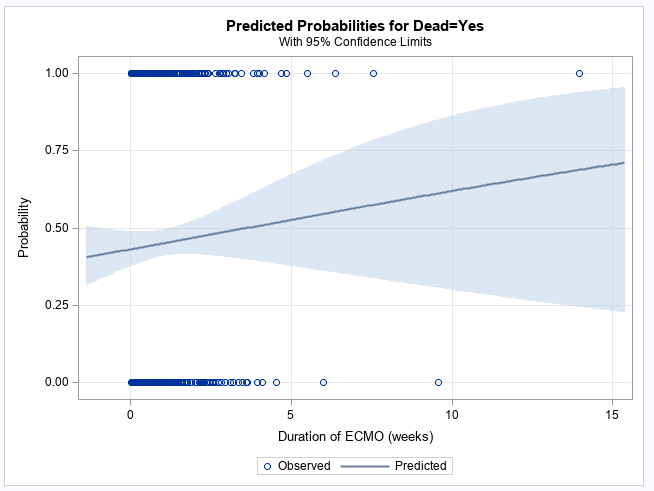 Predicted Probabilities for Dead=Yes
With 95% Confidence Limits
1.00
0.75
0.50
0.25
0.00
Probability
0 5 10 15
Duration of ECMO (weeks)
Observed Predicted